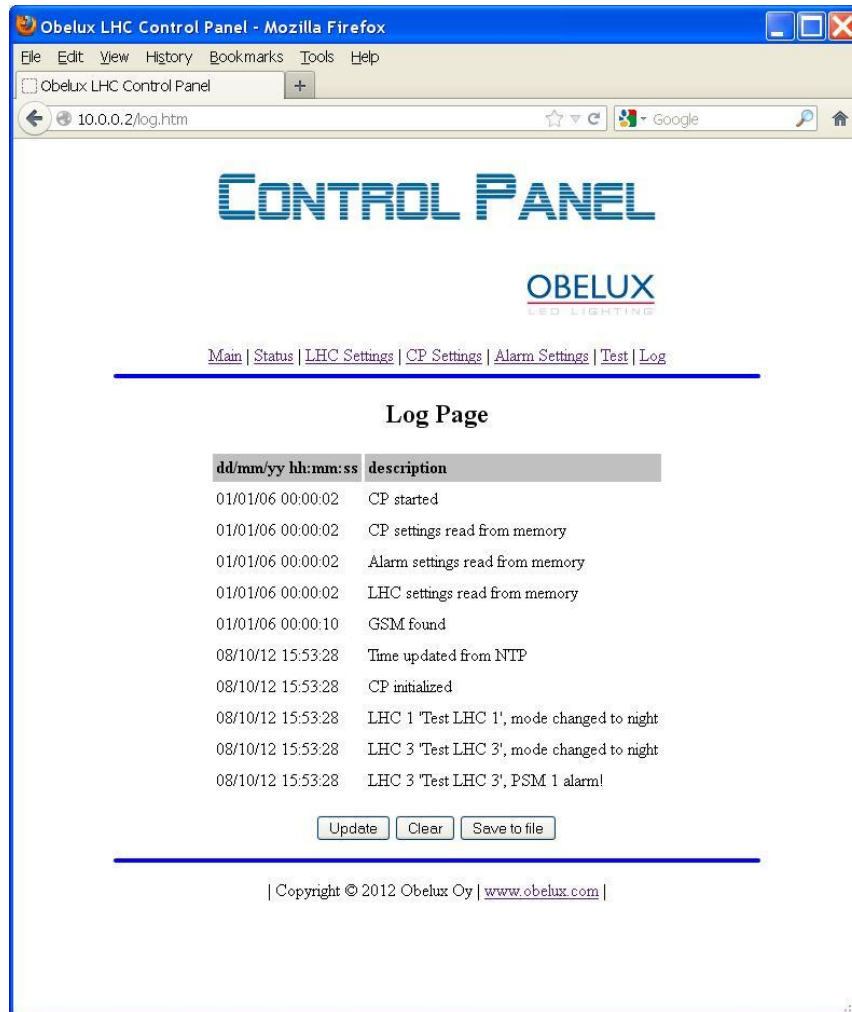 Obelux LHC Control Panel - Mozilla Firefox
File Edit View History Bookmarks Tools Help
Obelux LHC Control Panel +
10.0.0.2/log.htm Google
CONTROL PANEL
OBELUX
LED LIGHTING
Main | Status | LHC Settings | CP Settings | Alarm Settings | Test | Log
Log Page
dd/mm/yy hh:mm:ss description
01/01/06 00:00:02 CP started
01/01/06 00:00:02 CP settings read from memory
01/01/06 00:00:02 Alarm settings read from memory
01/01/06 00:00:02 LHC settings read from memory
01/01/06 00:00:10 GSM found
08/10/12 15:53:28 Time updated from NTP
08/10/12 15:53:28 CP initialized
08/10/12 15:53:28 LHC 1 'Test LHC 1', mode changed to night
08/10/12 15:53:28 LHC 3 'Test LHC 3', mode changed to night
08/10/12 15:53:28 LHC 3 'Test LHC 3', PSM 1 alarm!
Update Clear Save to file
| Copyright © 2012 Obelux Oy | www.obelux.com |